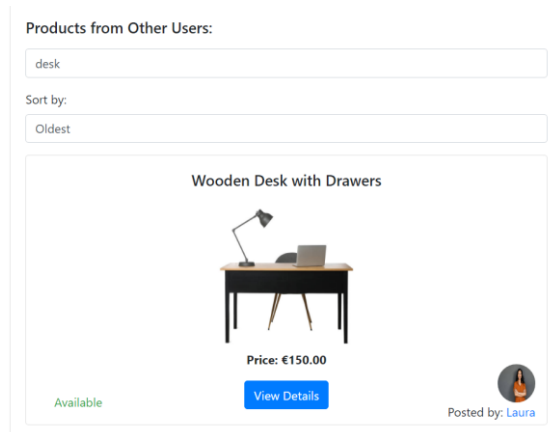 Products from Other Users:
desk
Sort by:
Oldest
Wooden Desk with Drawers
Price: €150.00
View Details
Available
Posted by: Laura